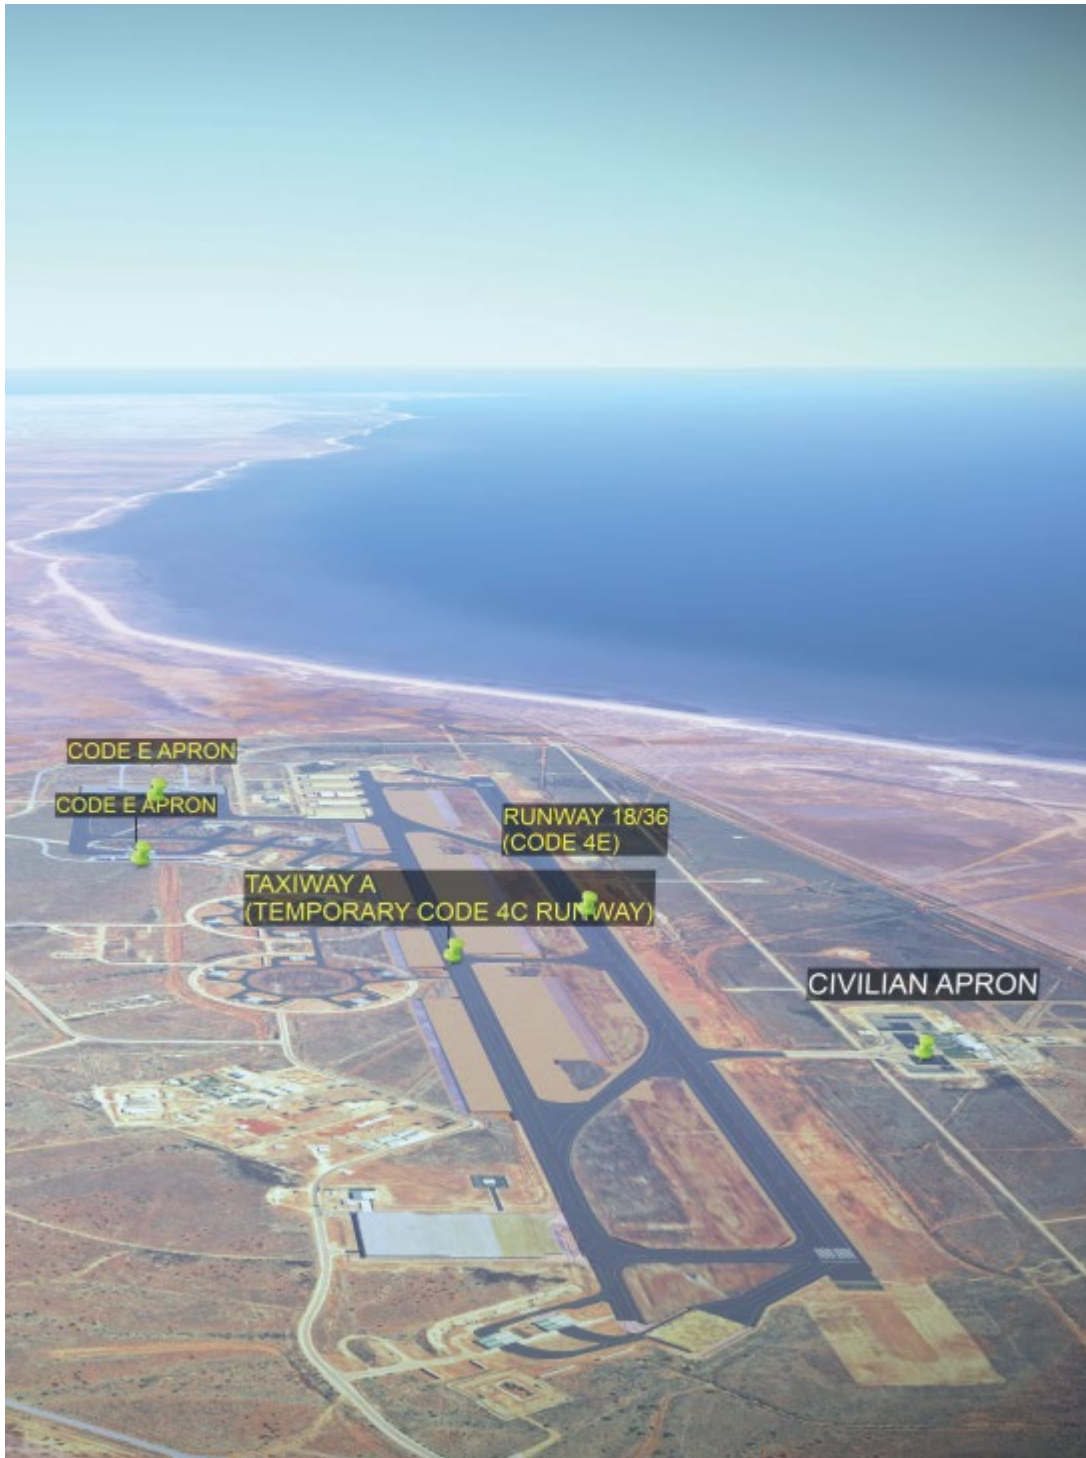 CODE E APRON
CODE E APRON
RUNWAY 18/36
(CODE 4E)
TAXIWAY A
(TEMPORARY CODE 4C RUNWAY)
CIVILIAN APRON